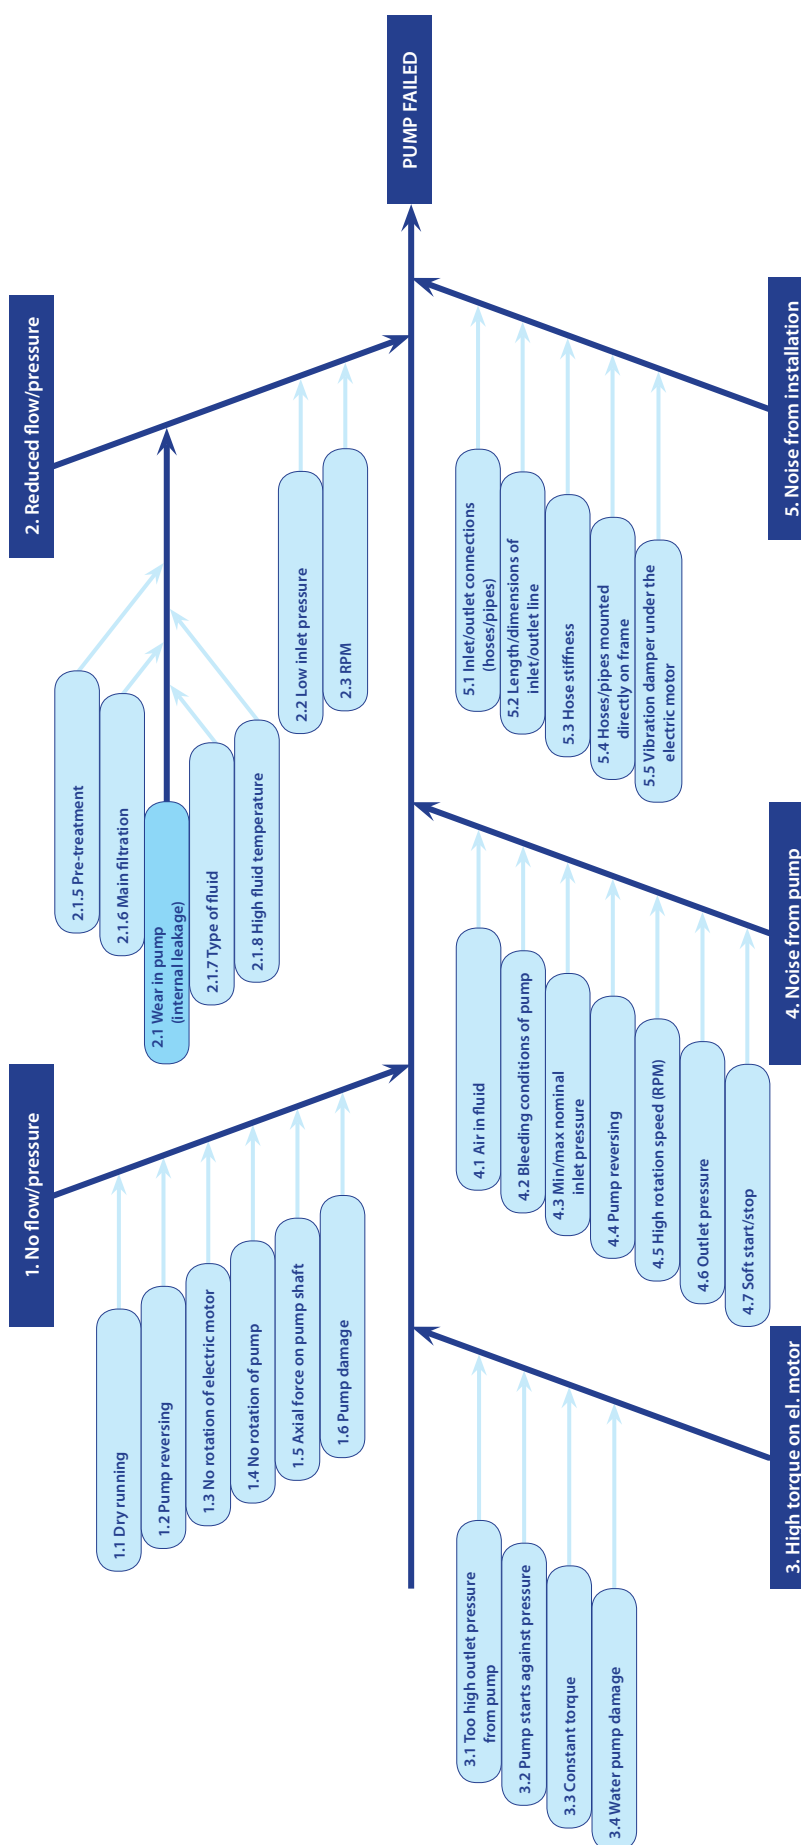 1. No flow/pressure
1.1 Dry running
1.2 Pump reversing
1.3 No rotation of electric motor
1.4 No rotation of pump
1.5 Axial force on pump shaft
1.6 Pump damage
2. Reduced flow/pressure
2.1.5 Pre-treatment
2.1.6 Main filtration
2.1 Wear in pump
(internal leakage)
2.1.7 Type of fluid
2.1.8 High fluid temperature
2.2 Low inlet pressure
2.3 RPM
PUMP FAILED
3.1 Too high outlet pressure
from pump
3.2 Pump starts against pressure
3.3 Constant torque
3.4 Water pump damage
3. High torque on el. motor
4.1 Air in fluid
4.2 Bleeding conditions of pump
4.3 Min/max nominal
inlet pressure
4.4 Pump reversing
4.5 High rotation speed (RPM)
4.6 Outlet pressure
4.7 Soft start/stop
4. Noise from pump
5.1 Inlet/outlet connections
(hoses/pipes)
5.2 Length/dimensions of
inlet/outlet line
5.3 Hose stiffness
5.4 Hoses/pipes mounted
directly on frame
5.5 Vibration damper under the
electric motor
5. Noise from installation